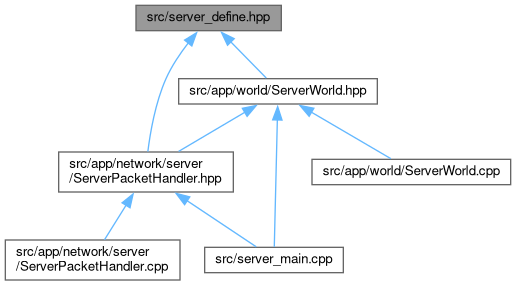 src/server_define.hpp
src/app/world/ServerWorld.hpp
src/app/network/server
/ServerPacketHandler.hpp
src/app/world/ServerWorld.cpp
src/app/network/server
/ServerPacketHandler.cpp
src/server_main.cpp